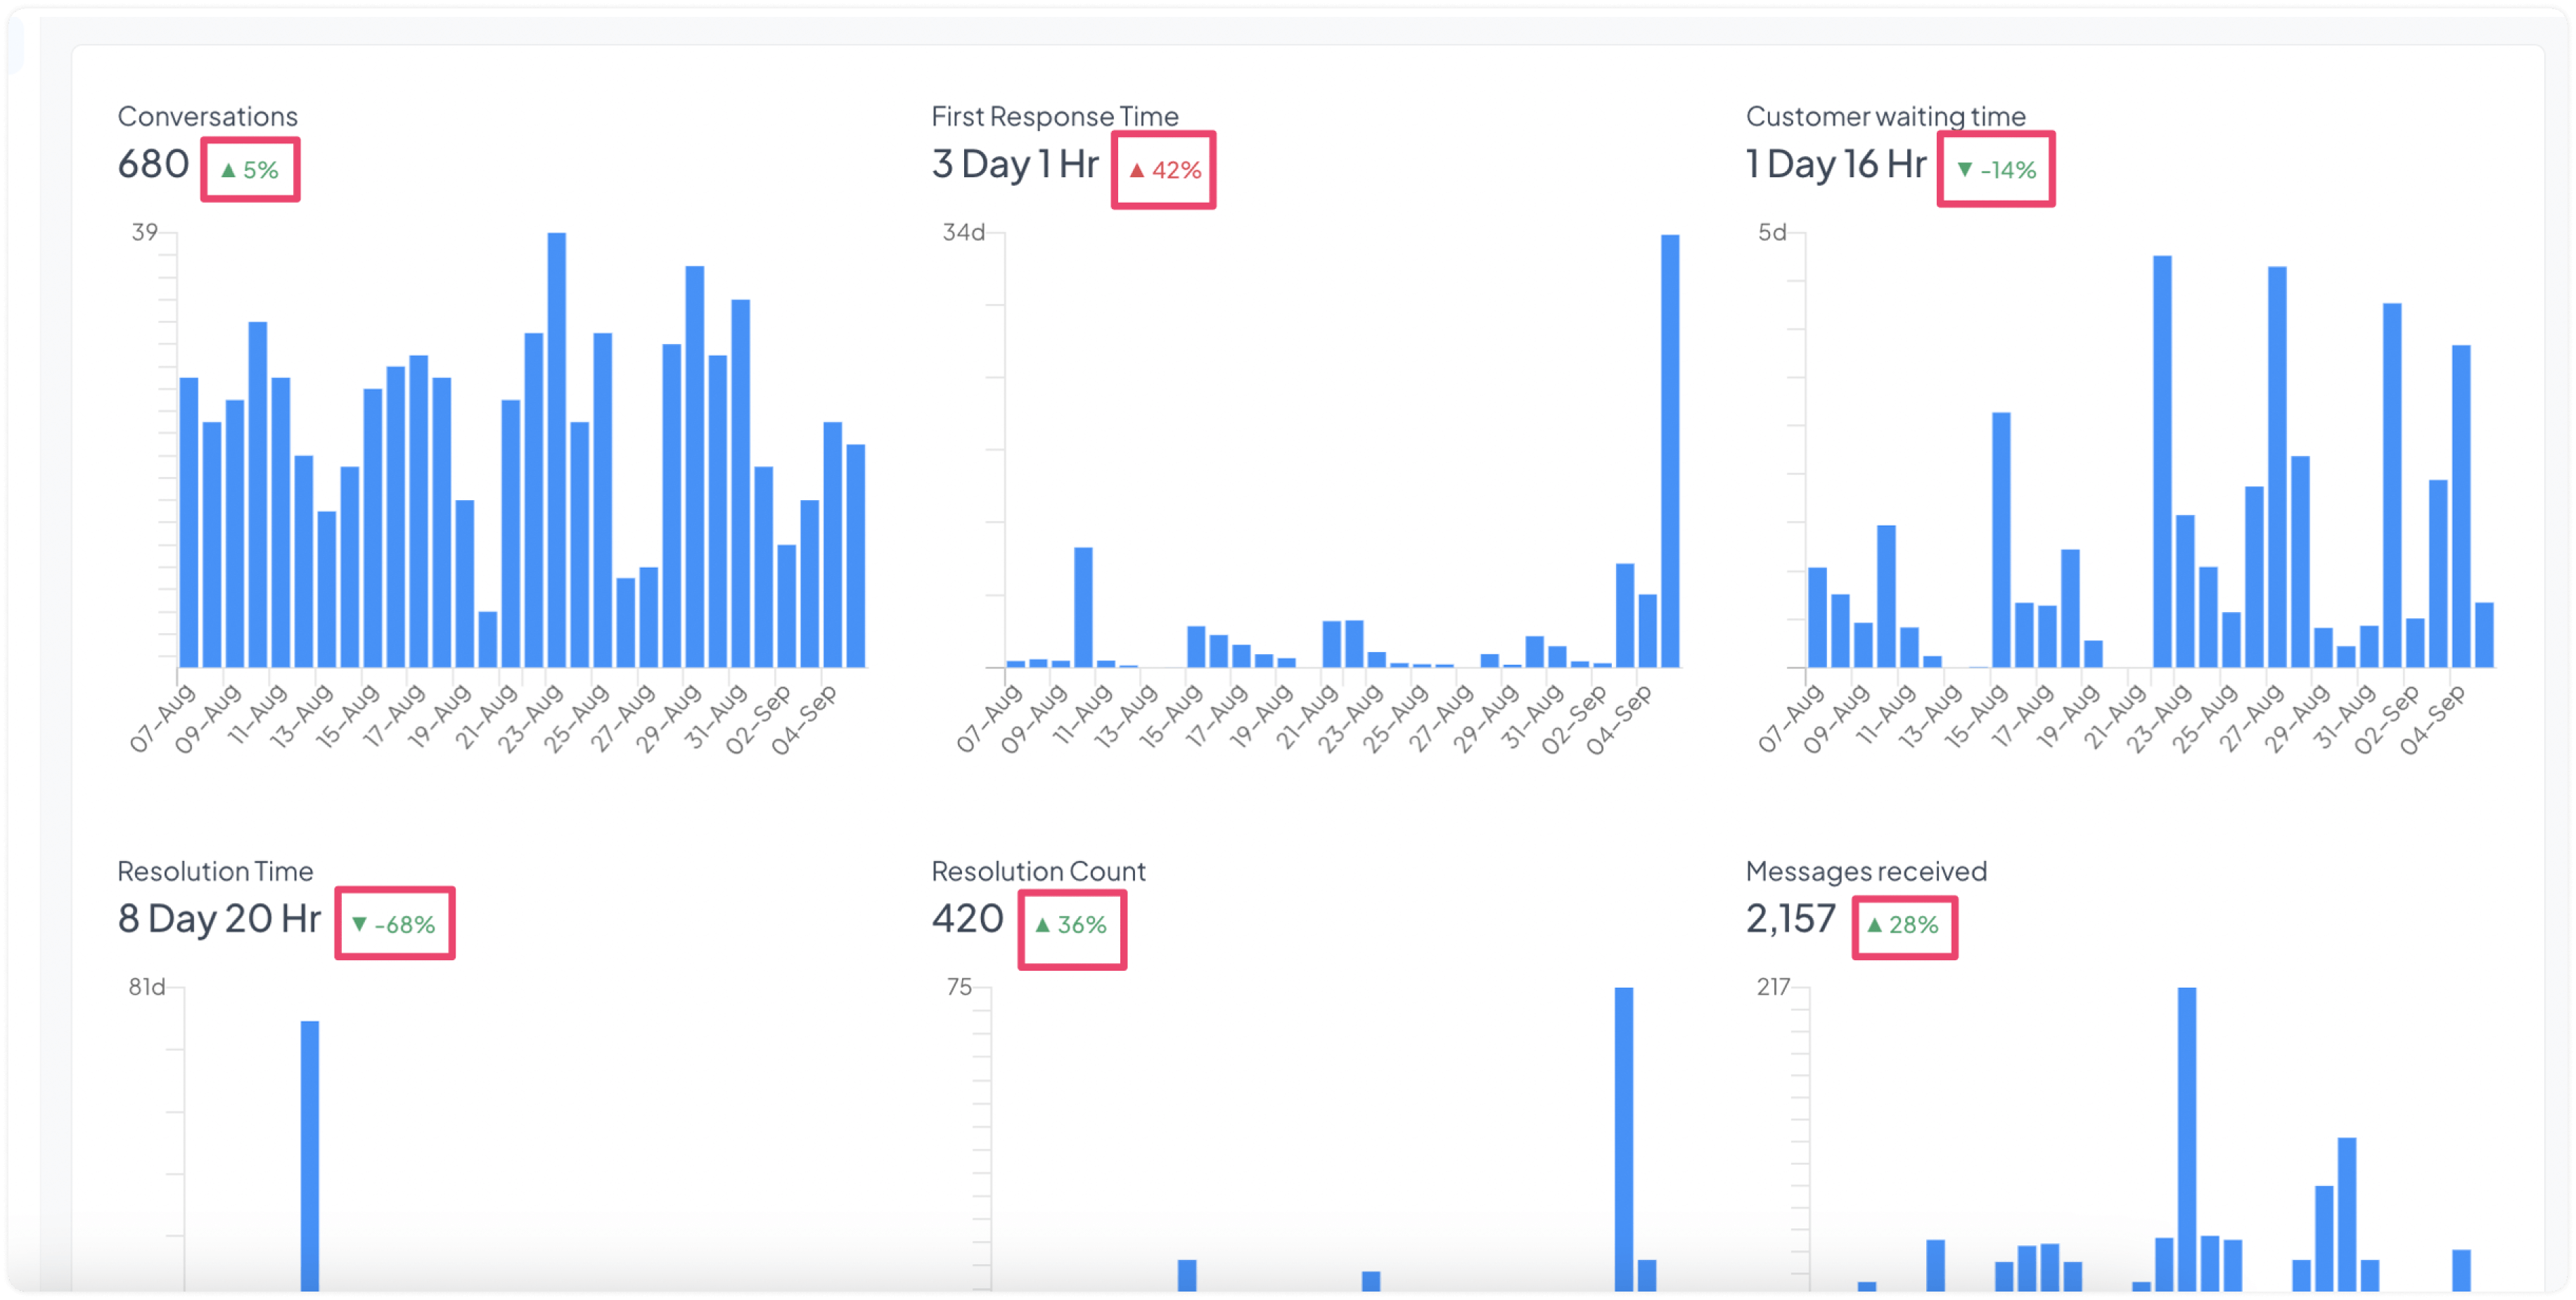 Conversations
680 ▲ 5%
39
07-Aug
09-Aug
11-Aug
13-Aug
15-Aug
17-Aug
19-Aug
21-Aug
23-Aug
25-Aug
27-Aug
29-Aug
31-Aug
02-Sep
04-Sep
First Response Time
3 Day 1 Hr ▲ 42%
34d
07-Aug
09-Aug
11-Aug
13-Aug
15-Aug
17-Aug
19-Aug
21-Aug
23-Aug
25-Aug
27-Aug
29-Aug
31-Aug
02-Sep
04-Sep
Customer waiting time
1 Day 16 Hr ▼ -14%
5d
07-Aug
09-Aug
11-Aug
13-Aug
15-Aug
17-Aug
19-Aug
21-Aug
23-Aug
25-Aug
27-Aug
29-Aug
31-Aug
02-Sep
04-Sep
Resolution Time
8 Day 20 Hr ▼ -68%
81d
Resolution Count
420 ▲ 36%
75
Messages received
2,157 ▲ 28%
217